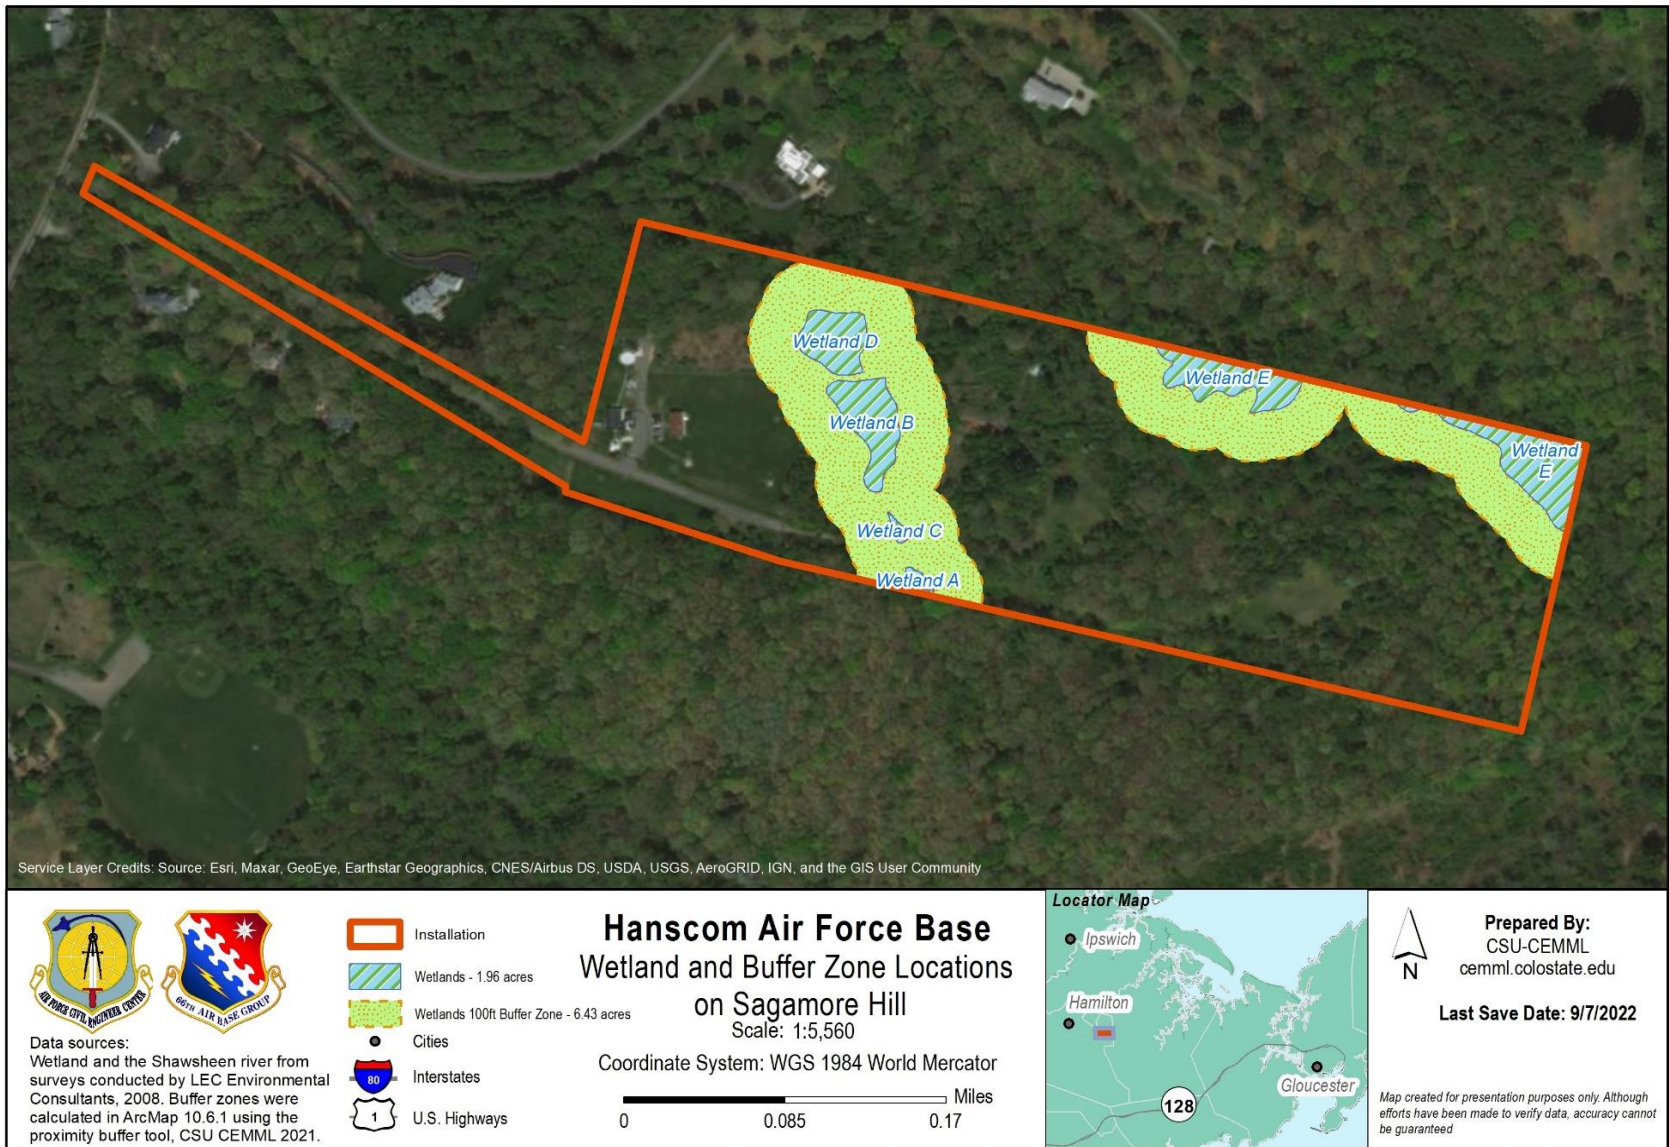 Wetland D
Wetland B
Wetland C
Wetland A
Wetland E
Wetland
E
Service Layer Credits: Source: Esri, Maxar, GeoEye, Earthstar Geographics, CNES/Airbus DS, USDA, USGS, AeroGRID, IGN, and the GIS User Community
AIR FORCE CIVIL ENGINEER CENTER
66TH AIR BASE GROUP
Data sources:
Wetland and the Shawsheen river from
surveys conducted by LEC Environmental
Consultants, 2008. Buffer zones were
calculated in ArcMap 10.6.1 using the
proximity buffer tool, CSU CEMML 2021.
Installation
Wetlands - 1.96 acres
Wetlands 100ft Buffer Zone - 6.43 acres
Cities
80 Interstates
1 U.S. Highways
Hanscom Air Force Base
Wetland and Buffer Zone Locations
on Sagamore Hill
Scale: 1:5,560
Coordinate System: WGS 1984 World Mercator
Miles
0 0.085 0.17
Locator Map
Ipswich
Hamilton
Gloucester
128
N
Prepared By:
CSU-CEMML
cemml.colostate.edu
Last Save Date: 9/7/2022
Map created for presentation purposes only. Although
efforts have been made to verify data, accuracy cannot
be guaranteed